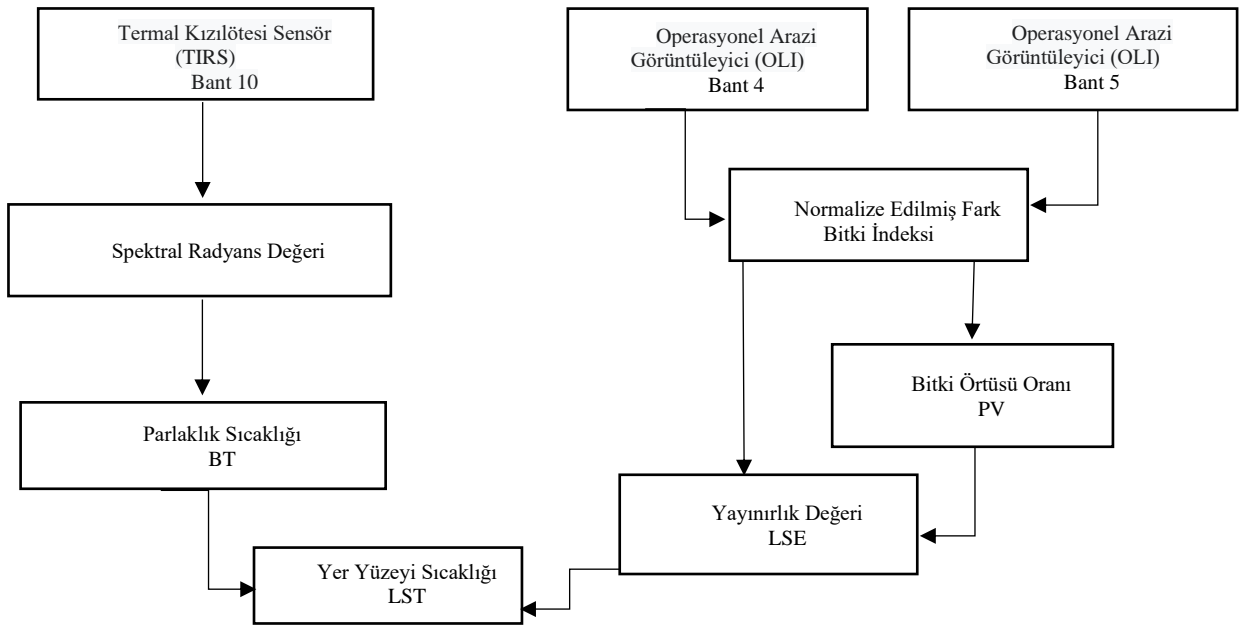 Termal Kızılötesi Sensör
(TIRS)
Bant 10
Operasyonel Arazi
Görüntüleyici (OLI)
Bant 4
Operasyonel Arazi
Görüntüleyici (OLI)
Bant 5
Spektral Radyans Değeri
Normalize Edilmiş Fark
Bitki İndeksi
Bitki Örtüsü Oranı
PV
Parlaklık Sıcaklığı
BT
Yayınırlık Değeri
LSE
Yer Yüzeyi Sıcaklığı
LST